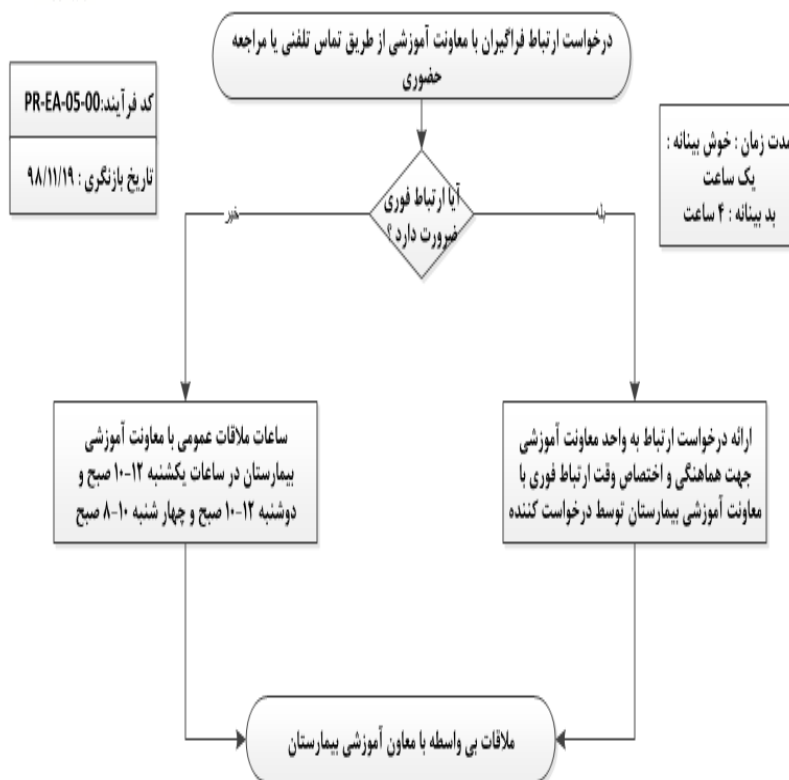 درخواست ارتباط فراگیران با معاونت آموزشی از طریق تماس تلفنی یا مراجعه
حضوری
کد فرآیند:PR-EA-05-00
تاریخ بازنگری : ۹۸/۱۱/۱۹
مدت زمان : خوش بینانه :
یک ساعت
بد بینانه : ۴ ساعت
آیا ارتباط فوری
ضرورت دارد ؟
بله
خیر
ارائه درخواست ارتباط به واحد معاونت آموزشی
جهت هماهنگی و اختصاص وقت ارتباط فوری با
معاونت آموزشی بیمارستان توسط درخواست کننده
ساعات ملاقات عمومی با معاونت آموزشی
بیمارستان در ساعات یکشنبه ۱۲-۱۰ صبح و
دوشنبه ۱۲-۱۰ صبح و چهار شنبه ۱۰-۸ صبح
ملاقات بی واسطه با معاون آموزشی بیمارستان